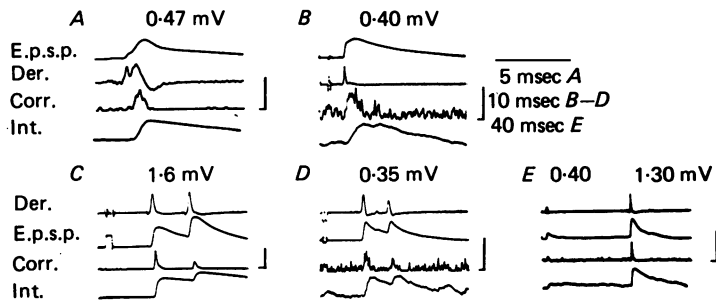 A 0·47 mV
B 0·40 mV
E.p.s.p.
Der.
Corr.
Int.
5 msec A
10 msec B–D
40 msec E
C 1·6 mV
D 0·35 mV
E 0·40 1·30 mV
Der.
E.p.s.p.
Corr.
Int.